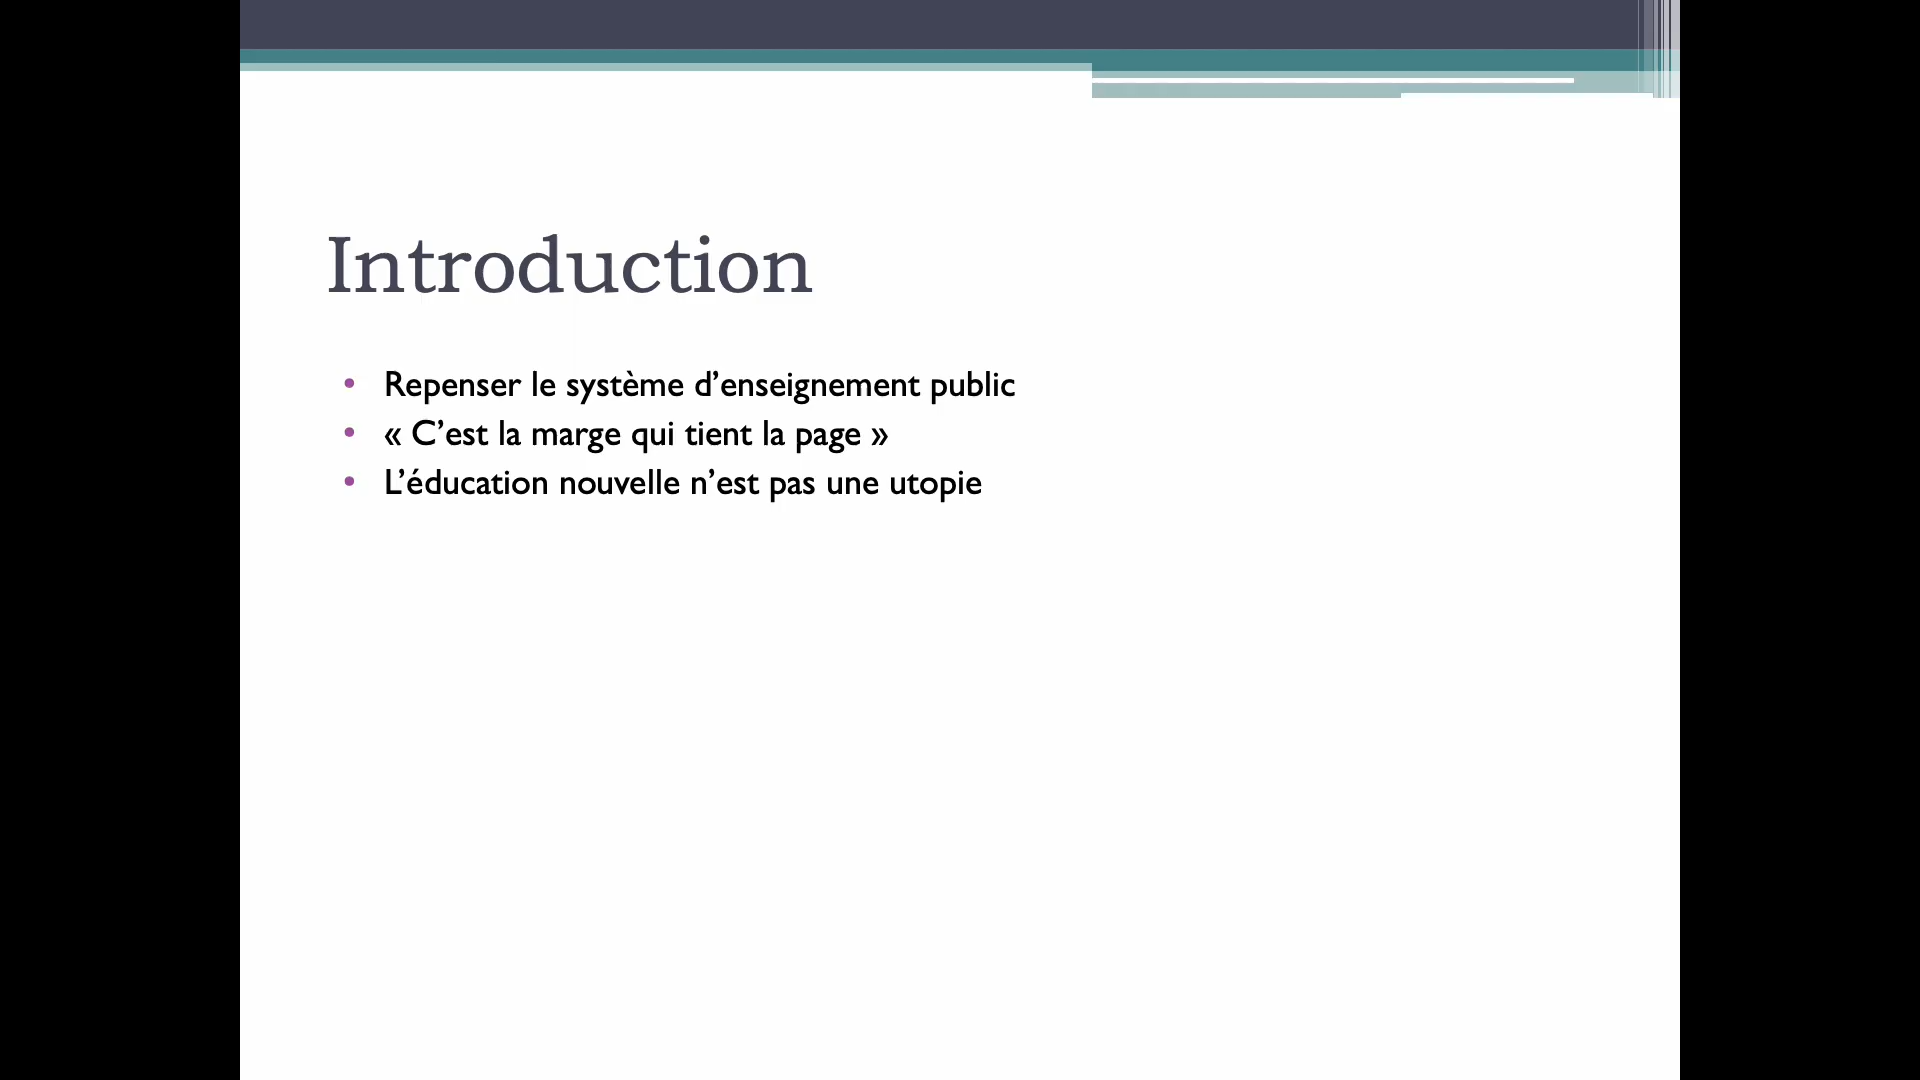 Introduction
• Repenser le système d’enseignement public
• « C’est la marge qui tient la page »
• L’éducation nouvelle n’est pas une utopie